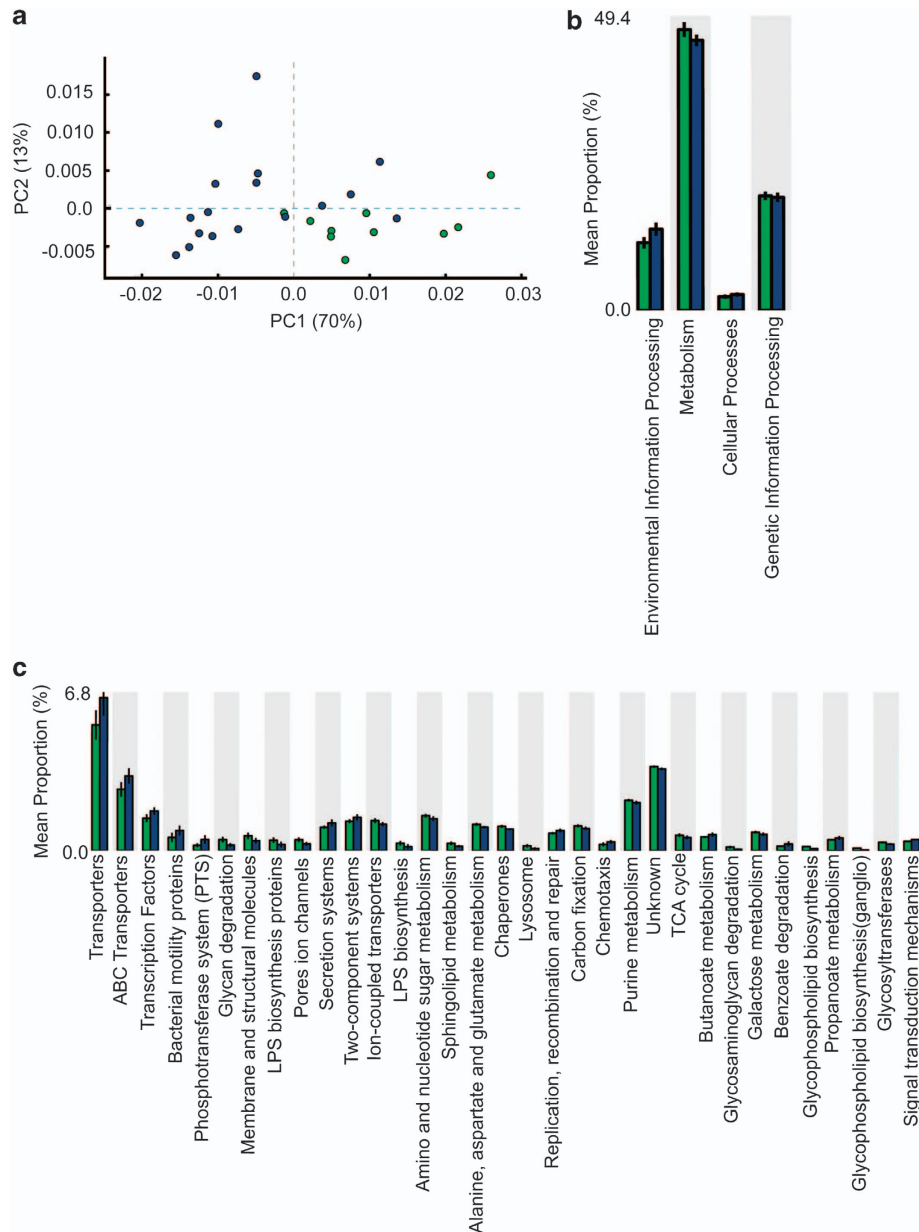 a
PC2 (13%)
0.015
0.010
0.005
0.0
-0.005
-0.02
-0.01
0.0
0.01
0.02
0.03
PC1 (70%)
b
Mean Proportion (%)
49.4
0.0
Environmental Information Processing
Metabolism
Cellular Processes
Genetic Information Processing
c
Mean Proportion (%)
6.8
0.0
Transporters
ABC Transporters
Transcription Factors
Bacterial motility proteins
Phosphotransferase system (PTS)
Glycan degradation
Membrane and structural molecules
LPS biosynthesis proteins
Pores ion channels
Secretion systems
Two-component systems
Ion-coupled transporters
LPS biosynthesis
Amino and nucleotide sugar metabolism
Sphingolipid metabolism
Alanine, aspartate and glutamate metabolism
Chaperones
Lysosome
Replication, recombination and repair
Carbon fixation
Chemotaxis
Purine metabolism
Unknown
TCA cycle
Butanoate metabolism
Glycosaminoglycan degradation
Galactose metabolism
Benzoate degradation
Glycophospholipid biosynthesis
Propanoate metabolism
Glycophospholipid biosynthesis(ganglio)
Glycosyltransferases
Signal transduction mechanisms